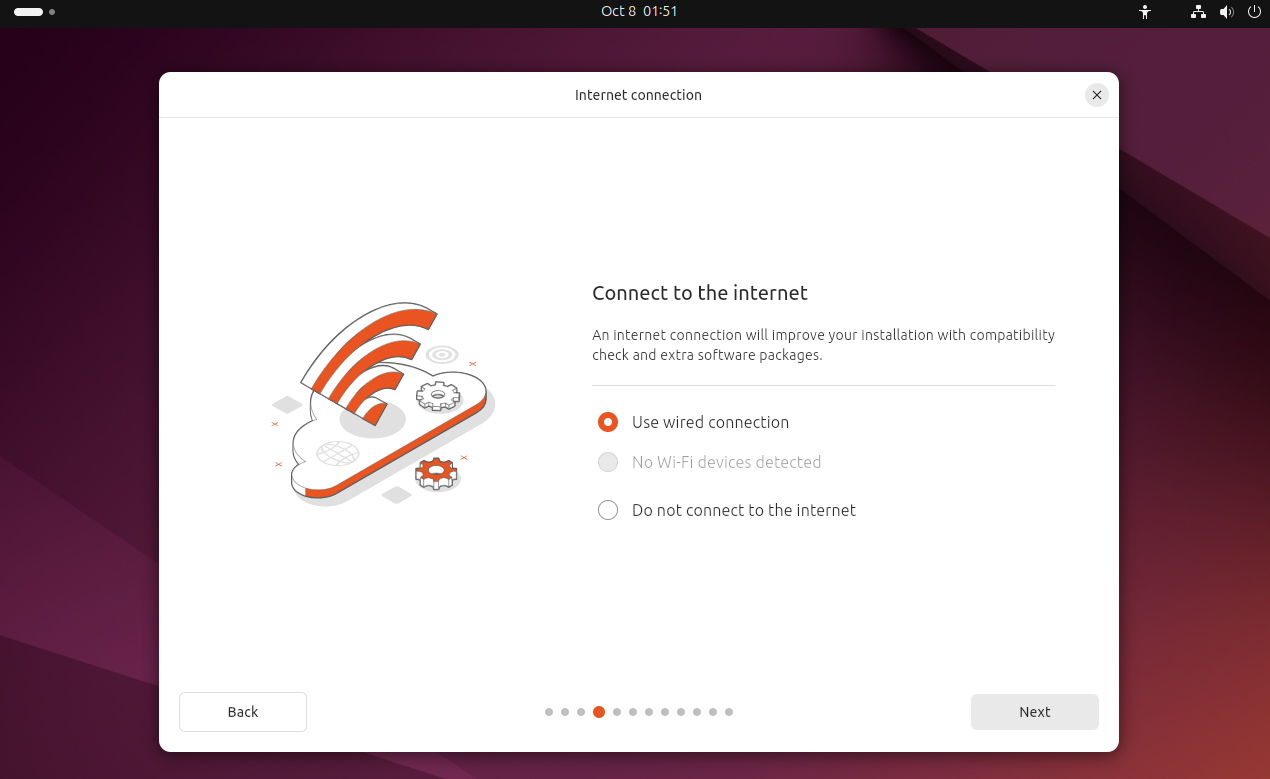 Oct 8 01:51
Internet connection
Connect to the internet
An internet connection will improve your installation with compatibility
check and extra software packages.
Use wired connection
No Wi-Fi devices detected
Do not connect to the internet
Back
Next